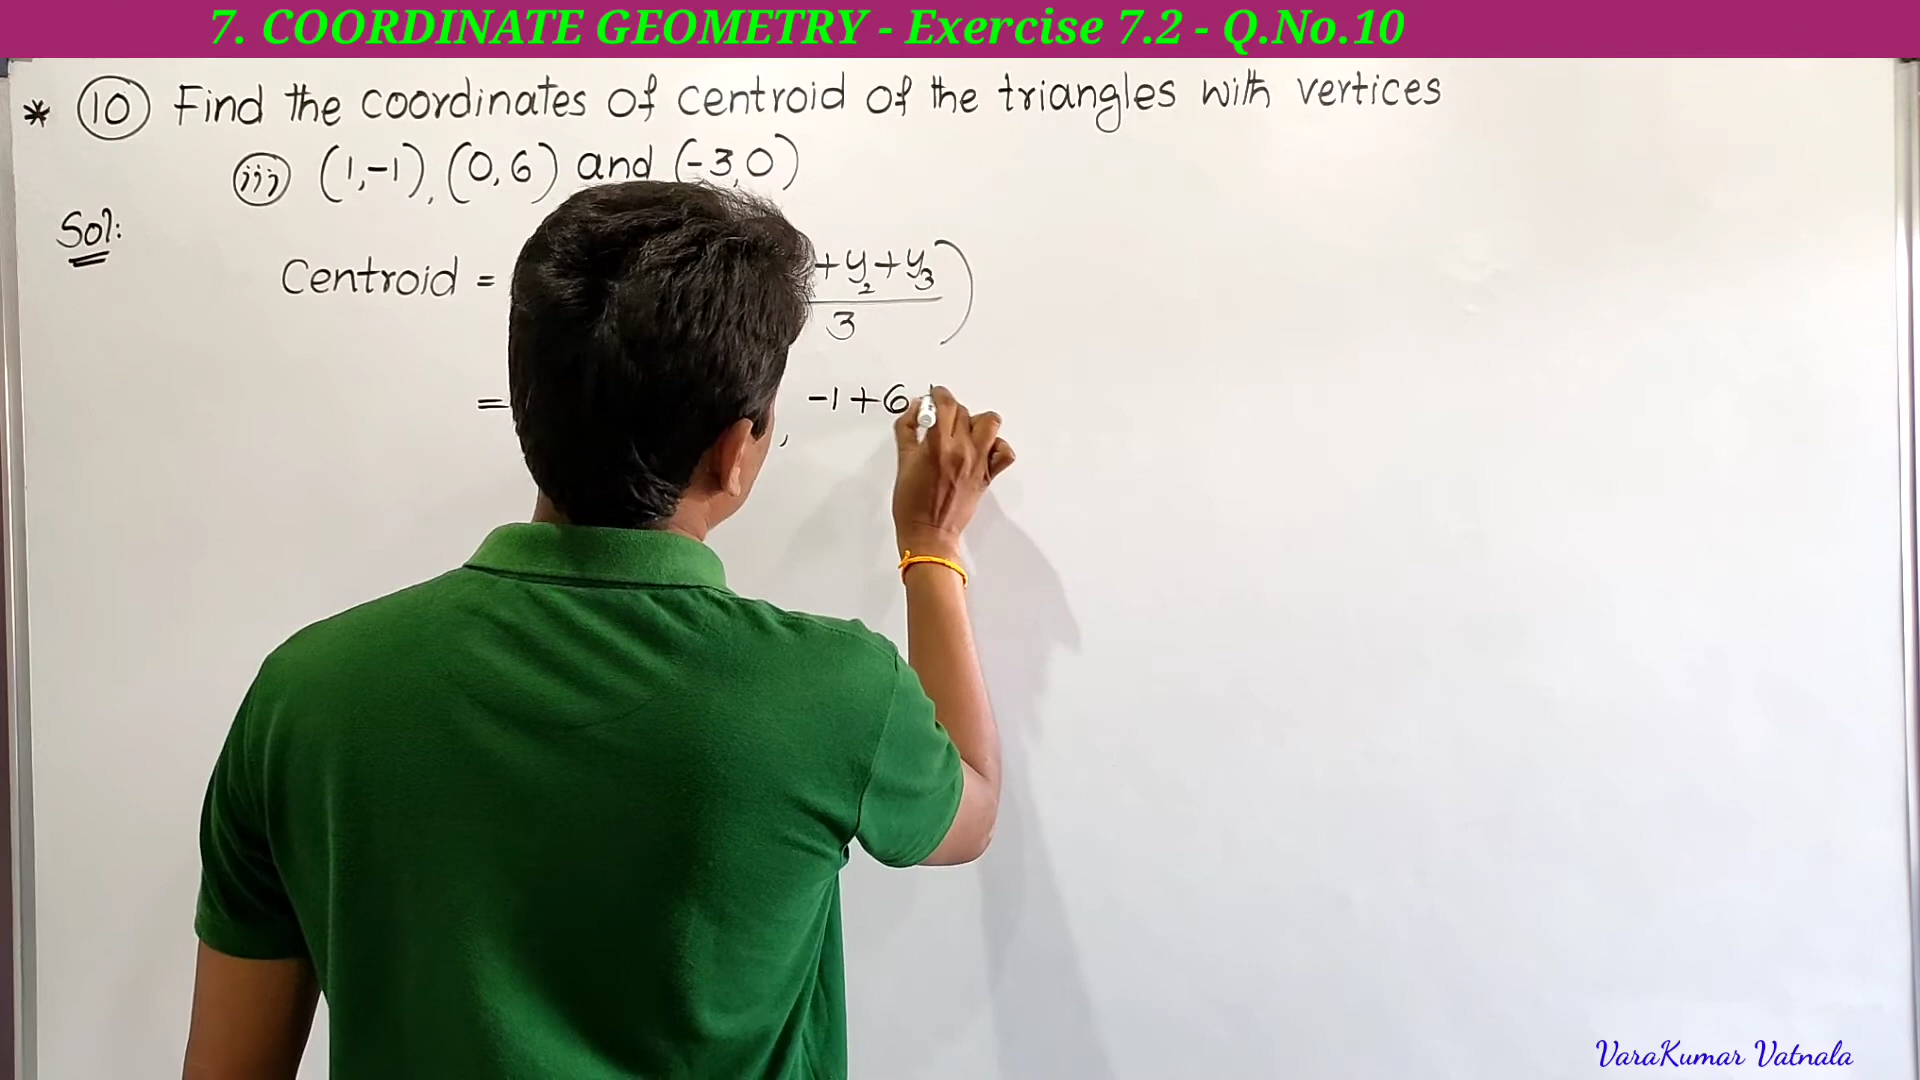 7. COORDINATE GEOMETRY - Exercise 7.2 - Q.No.10
* 10 Find the coordinates of centroid of the triangles with vertices
iii (1,-1), (0,6) and (-3,0)
Sol:
Centroid = +y₂+y₃)
3
= , -1+6
VaraKumar Vatnala